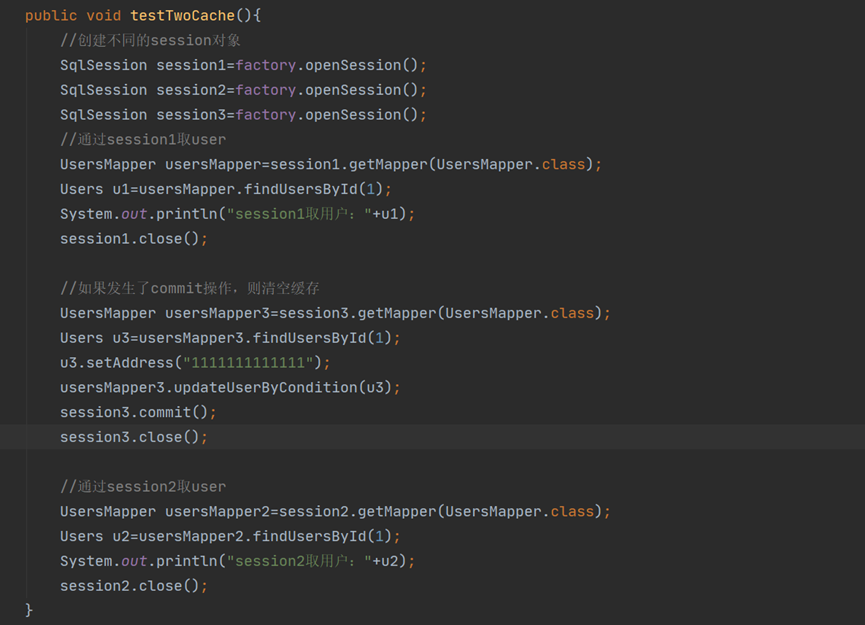 public void testTwoCache(){
//创建不同的session对象
SqlSession session1=factory.openSession();
SqlSession session2=factory.openSession();
SqlSession session3=factory.openSession();
//通过session1取user
UsersMapper usersMapper=session1.getMapper(UsersMapper.class);
Users u1=usersMapper.findUsersById(1);
System.out.println("session1取用户："+u1);
session1.close();
//如果发生了commit操作，则清空缓存
UsersMapper usersMapper3=session3.getMapper(UsersMapper.class);
Users u3=usersMapper3.findUsersById(1);
u3.setAddress("1111111111111");
usersMapper3.updateUserByCondition(u3);
session3.commit();
session3.close();
//通过session2取user
UsersMapper usersMapper2=session2.getMapper(UsersMapper.class);
Users u2=usersMapper2.findUsersById(1);
System.out.println("session2取用户："+u2);
session2.close();
}